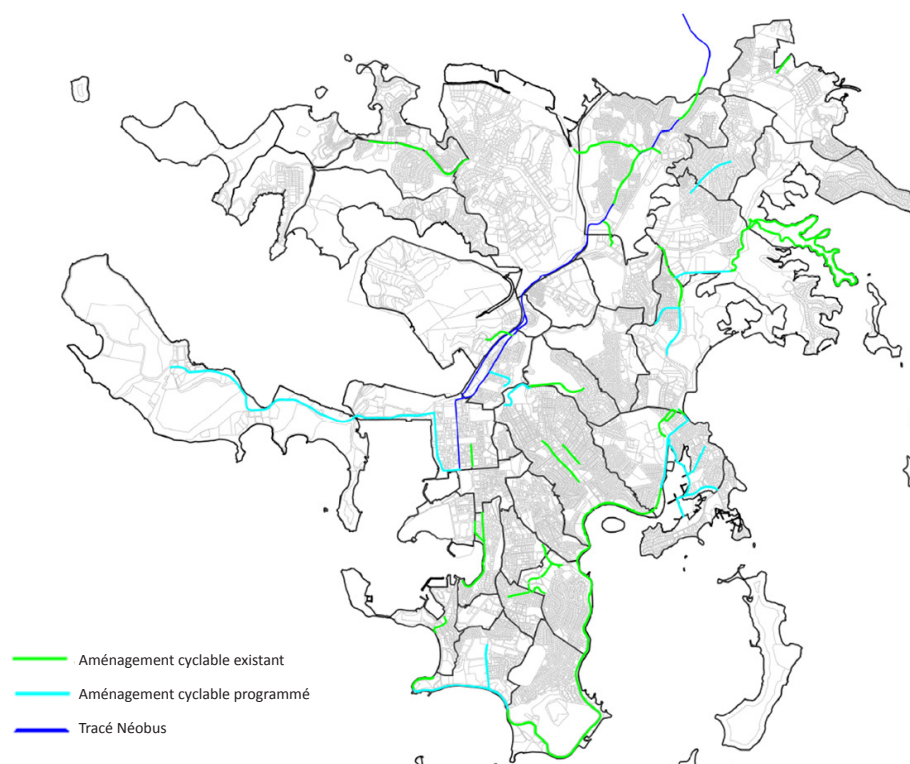 Aménagement cyclable existant
Aménagement cyclable programmé
Tracé Néobus